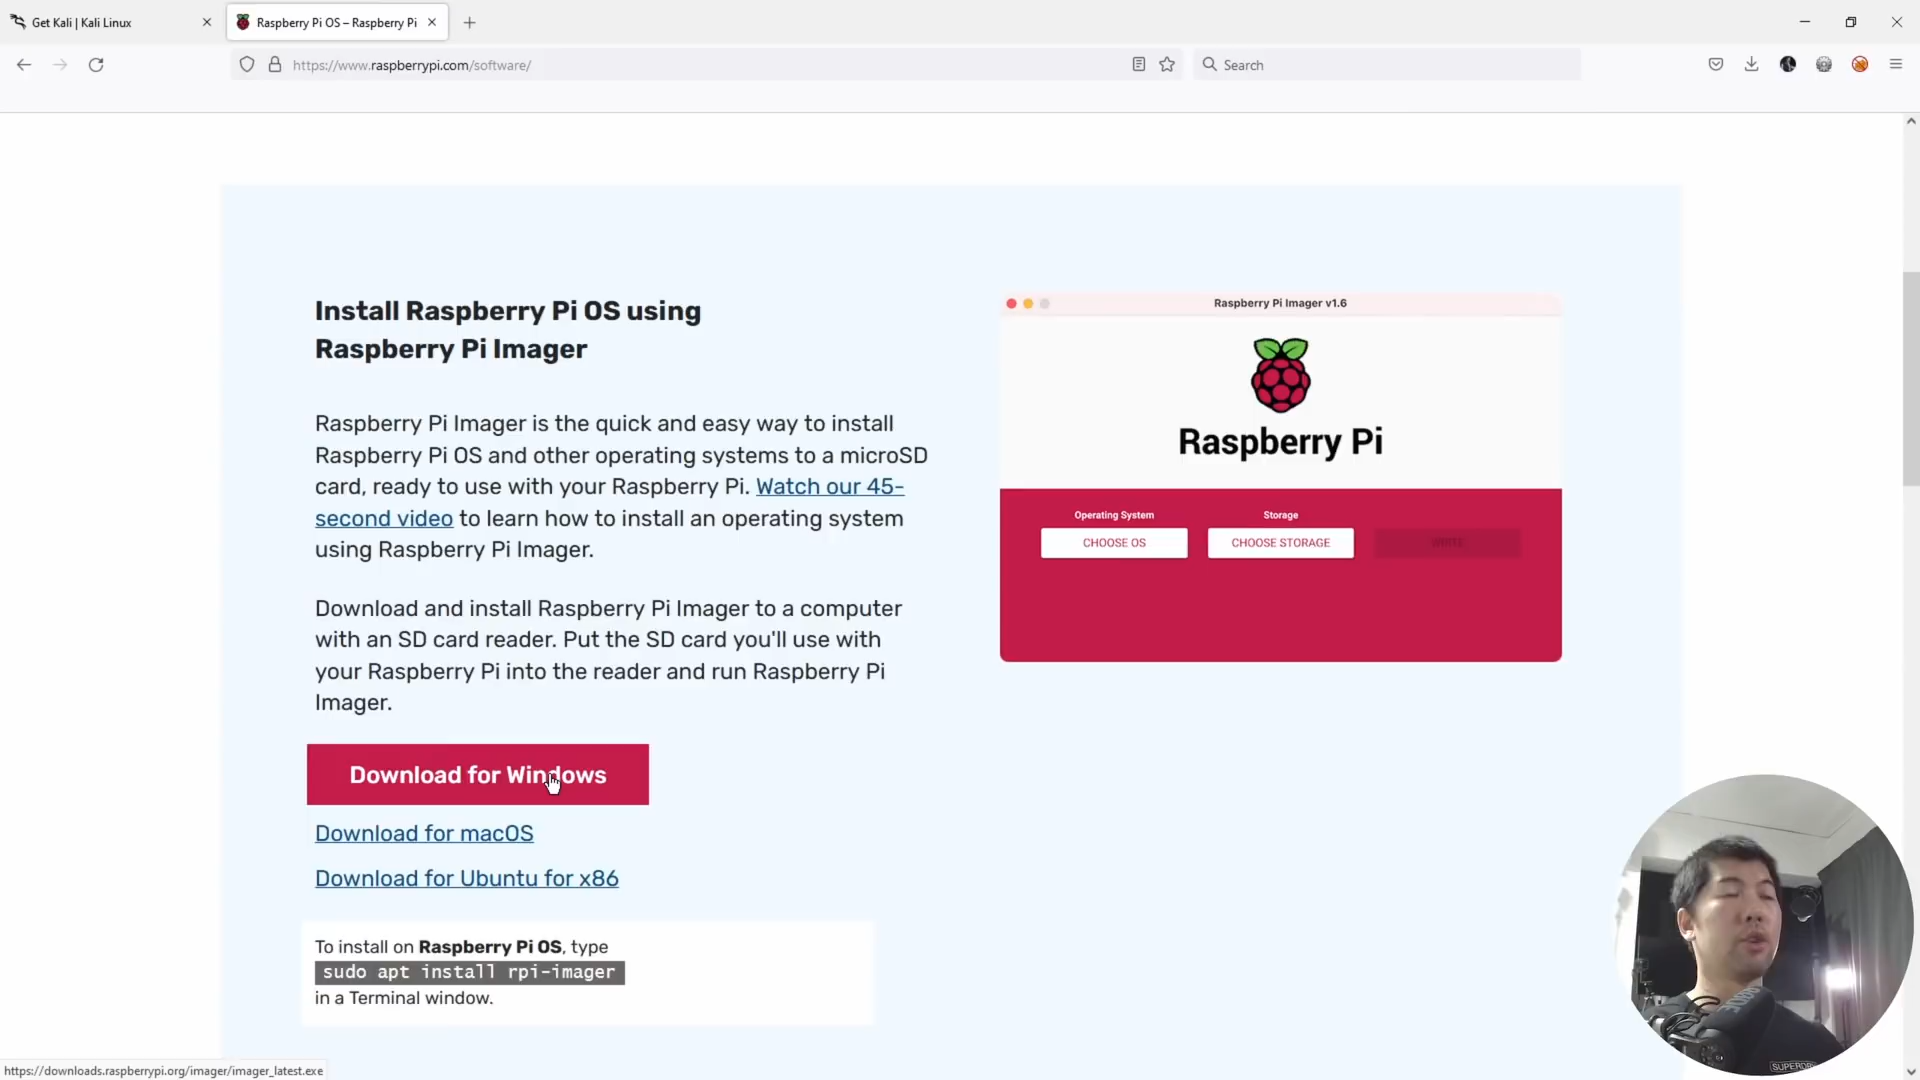 Get Kali | Kali Linux
Raspberry Pi OS – Raspberry Pi
https://www.raspberrypi.com/software/
Search
Install Raspberry Pi OS using
Raspberry Pi Imager
Raspberry Pi Imager is the quick and easy way to install
Raspberry Pi OS and other operating systems to a microSD
card, ready to use with your Raspberry Pi. Watch our 45-
second video to learn how to install an operating system
using Raspberry Pi Imager.
Download and install Raspberry Pi Imager to a computer
with an SD card reader. Put the SD card you'll use with
your Raspberry Pi into the reader and run Raspberry Pi
Imager.
Download for Windows
Download for macOS
Download for Ubuntu for x86
To install on Raspberry Pi OS, type
sudo apt install rpi-imager
in a Terminal window.
Raspberry Pi Imager v1.6
Raspberry Pi
Operating System
Storage
CHOOSE OS
CHOOSE STORAGE
WRITE
https://downloads.raspberrypi.org/imager/imager_latest.exe